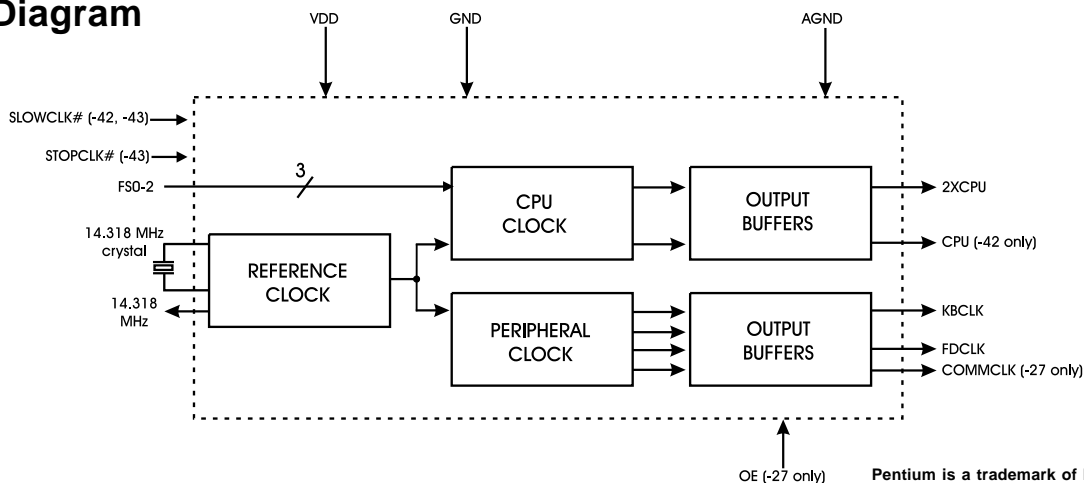 Diagram
VDD
GND
AGND
SLOWCLK# (-42, -43)
STOPCLK# (-43)
FS0-2
3
14.318 MHz
crystal
14.318
MHz
REFERENCE
CLOCK
CPU
CLOCK
OUTPUT
BUFFERS
2XCPU
CPU (-42 only)
PERIPHERAL
CLOCK
OUTPUT
BUFFERS
KBCLK
FDCLK
COMMCLK (-27 only)
OE (-27 only)
Pentium is a trademark of